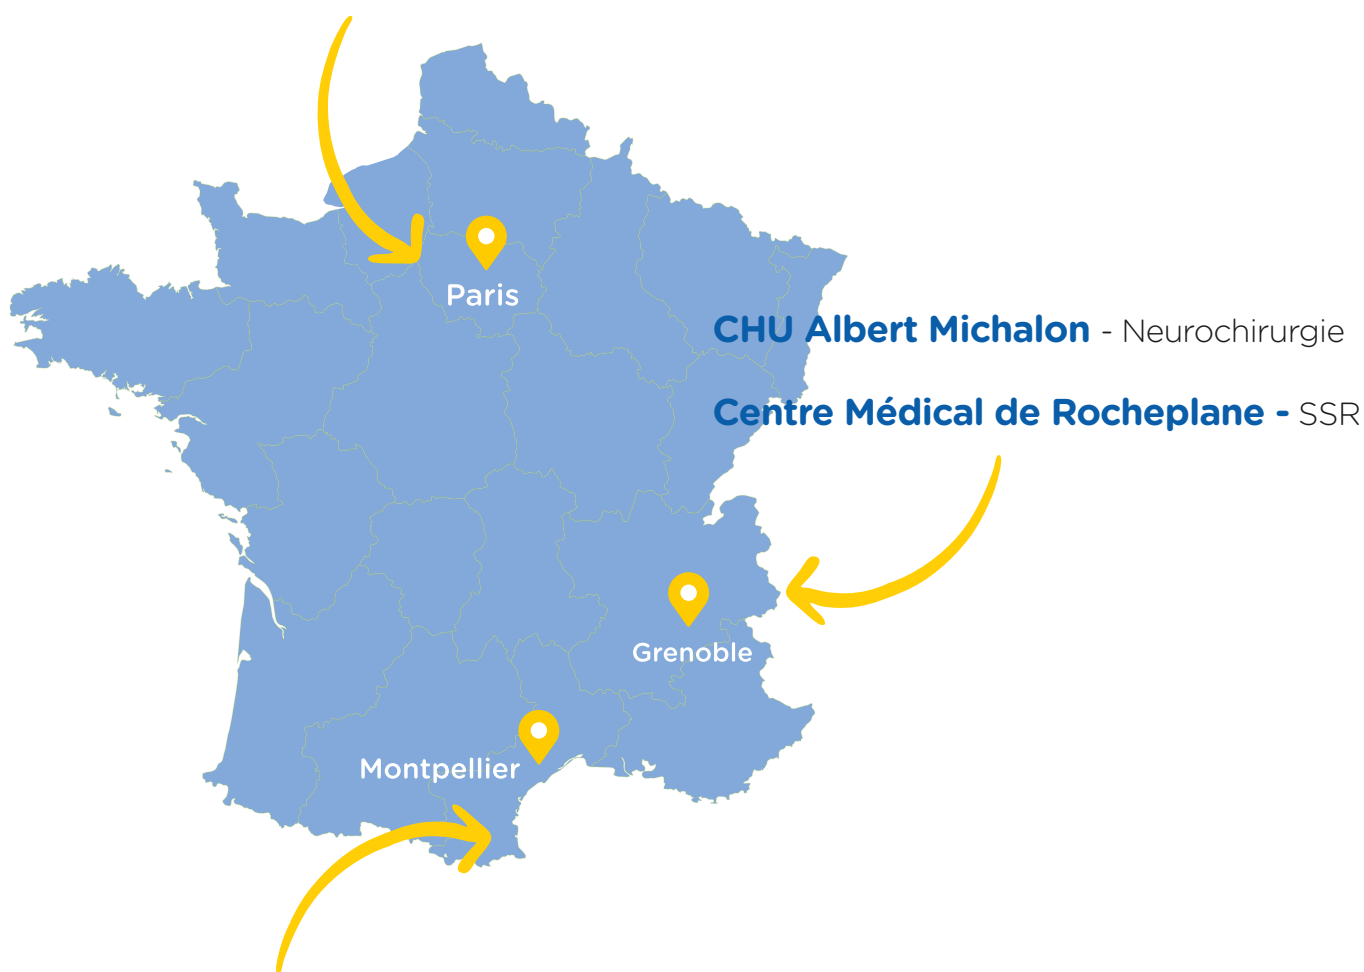 Paris
CHU Albert Michalon - Neurochirurgie
Centre Médical de Rocheplane - SSR
Grenoble
Montpellier